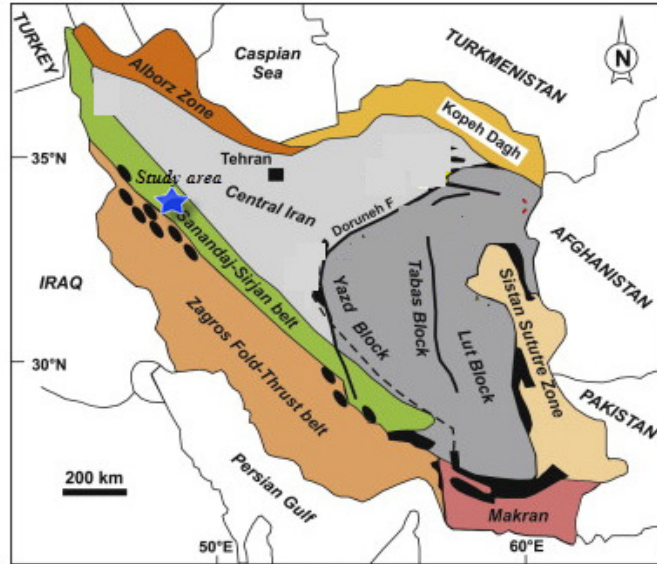 TURKEY
Caspian
Sea
TURKMENISTAN
N
Alborz Zone
Kopeh Dagh
35°N
Tehran
Study area
Central Iran
Doruneh F
AFGHANISTAN
IRAQ
Sanandaj-Sirjan belt
Yazd Block
Tabas Block
Lut Block
Sistan Sututre Zone
30°N
Zagros Fold-Thrust belt
PAKISTAN
200 km
Persian Gulf
Makran
50°E
60°E